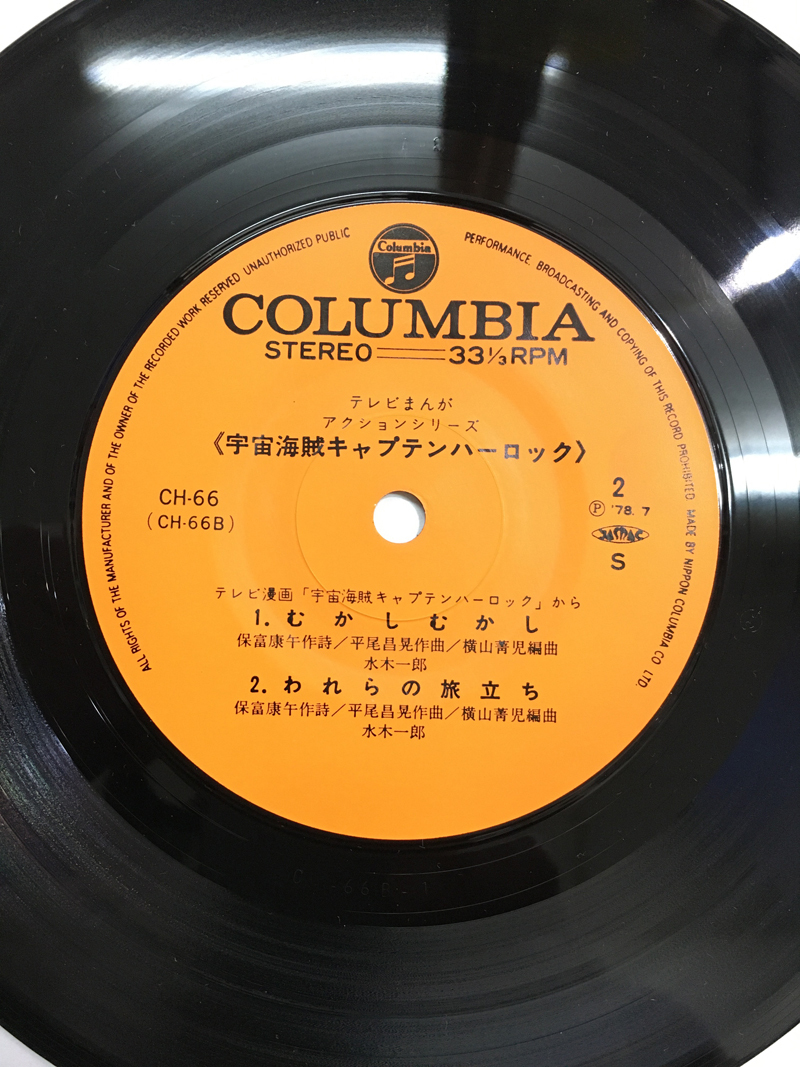 Columbia
ALL RIGHTS OF THE MANUFACTURER AND OF THE OWNER OF THE RECORDED WORK RESERVED UNAUTHORIZED PUBLIC
PERFORMANCE, BROADCASTING AND COPYING OF THIS RECORD PROHIBITED MADE BY NIPPON COLUMBIA CO. LTD.
COLUMBIA
STEREO 33⅓RPM
テレビまんが
アクションシリーズ
《宇宙海賊キャプテンハーロック》
CH-66
(CH-66B)
2
Ⓟ '78. 7
JASRAC
S
テレビ漫画「宇宙海賊キャプテンハーロック」から
1. むかしむかし
保富康午作詩/平尾昌晃作曲/横山菁児編曲
水木一郎
2. われらの旅立ち
保富康午作詩/平尾昌晃作曲/横山菁児編曲
水木一郎